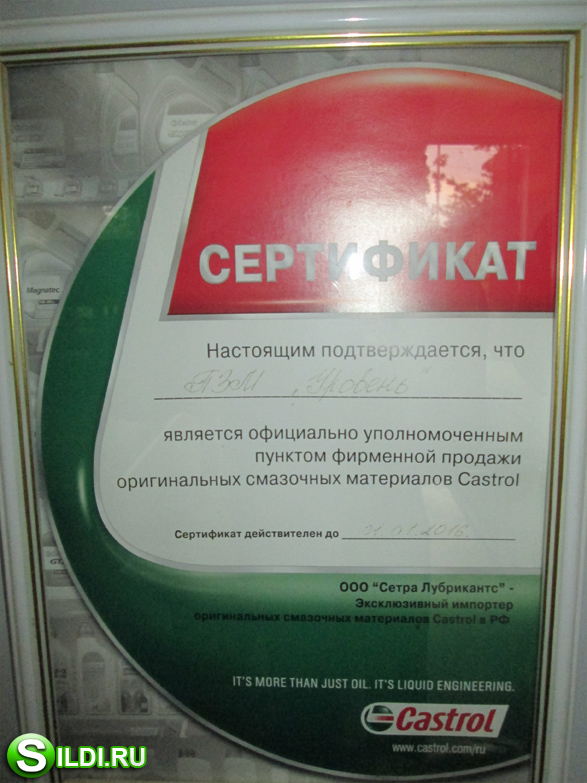 СЕРТИФИКАТ
Magnatec
Настоящим подтверждается, что
ПЗМ „Уровень"
является официально уполномоченным
пунктом фирменной продажи
оригинальных смазочных материалов Castrol
Сертификат действителен до
ООО "Сетра Лубрикантс" -
Эксклюзивный импортер
оригинальных смазочных материалов Castrol в РФ
IT'S MORE THAN JUST OIL. IT'S LIQUID ENGINEERING.
Castrol
www.castrol.com/ru
SILDI.RU